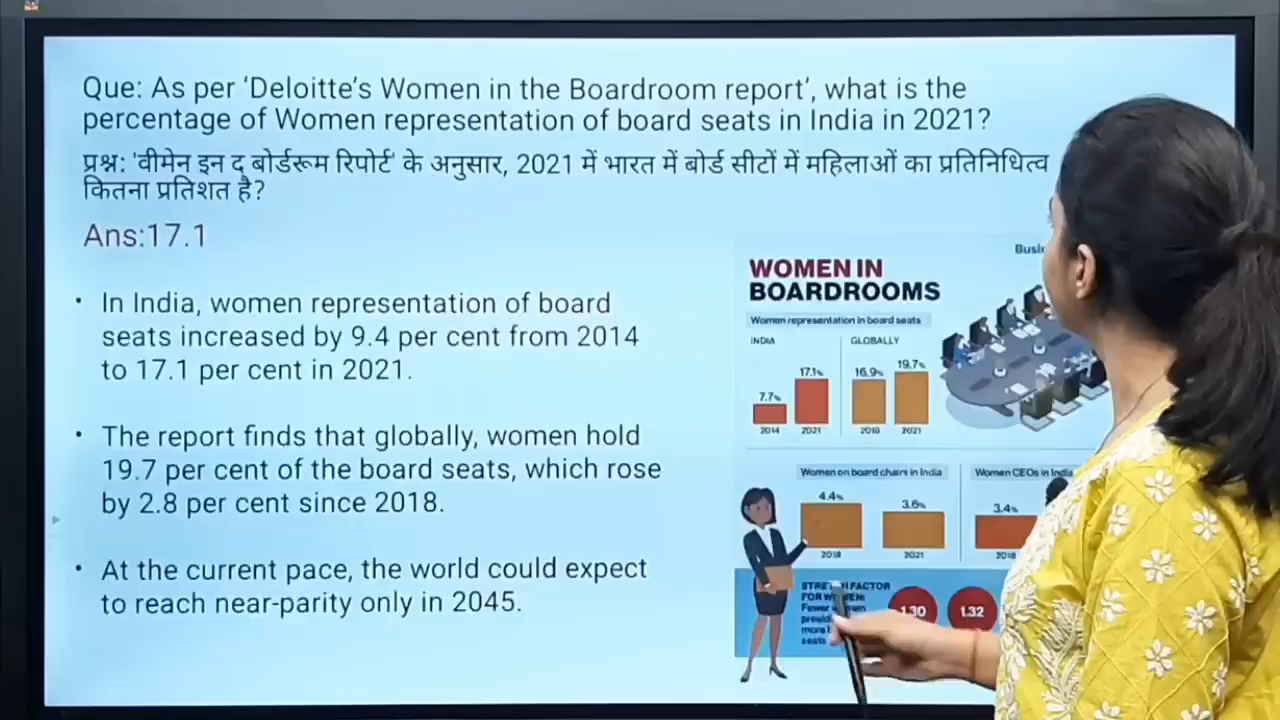 Que: As per ‘Deloitte’s Women in the Boardroom report’, what is the
percentage of Women representation of board seats in India in 2021?
प्रश्न: 'वीमेन इन द बोर्डरूम रिपोर्ट' के अनुसार, 2021 में भारत में बोर्ड सीटों में महिलाओं का प्रतिनिधित्व
कितना प्रतिशत है?
Ans:17.1
• In India, women representation of board
seats increased by 9.4 per cent from 2014
to 17.1 per cent in 2021.
• The report finds that globally, women hold
19.7 per cent of the board seats, which rose
by 2.8 per cent since 2018.
• At the current pace, the world could expect
to reach near-parity only in 2045.
WOMEN IN
BOARDROOMS
Women representation in board seats
INDIA
GLOBALLY
7.7%
17.1%
16.9%
19.7%
2014
2021
2018
2021
Women on board chairs in India
4.4%
3.6%
2018
2021
Women CEOs in India
3.4%
2018
FACTOR
FOR
Fewer
more
seats
1.30
1.32